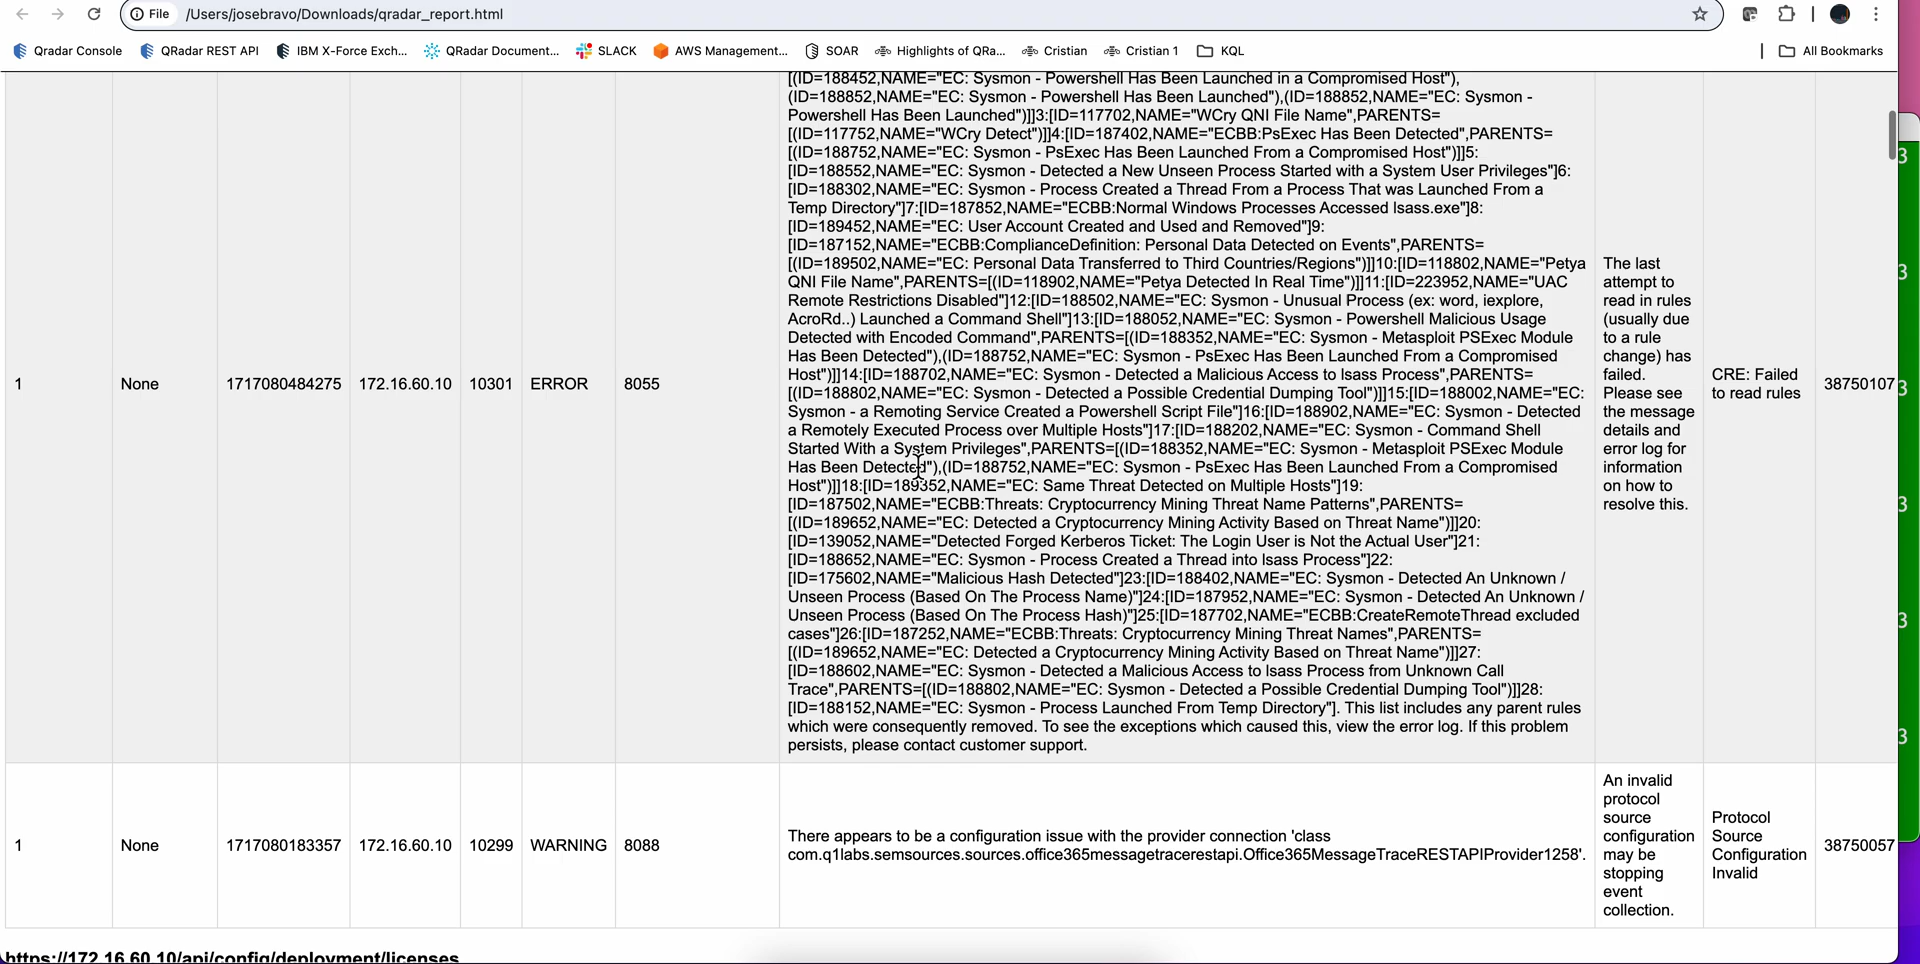 File
/Users/josebravo/Downloads/qradar_report.html
Qradar Console
QRadar REST API
IBM X-Force Exch...
QRadar Document...
SLACK
AWS Management...
SOAR
Highlights of QRa...
Cristian
Cristian 1
KQL
All Bookmarks
1
None
1717080484275
172.16.60.10
10301
ERROR
8055
[(ID=188452,NAME="EC: Sysmon - Powershell Has Been Launched in a Compromised Host"),
(ID=188852,NAME="EC: Sysmon - Powershell Has Been Launched"),(ID=188852,NAME="EC: Sysmon -
Powershell Has Been Launched")]]3:[ID=117702,NAME="WCry QNI File Name",PARENTS=
[(ID=117752,NAME="WCry Detect")]]4:[ID=187402,NAME="ECBB:PsExec Has Been Detected",PARENTS=
[(ID=188752,NAME="EC: Sysmon - PsExec Has Been Launched From a Compromised Host")]]5:
[ID=188552,NAME="EC: Sysmon - Detected a New Unseen Process Started with a System User Privileges"]6:
[ID=188302,NAME="EC: Sysmon - Process Created a Thread From a Process That was Launched From a
Temp Directory"]7:[ID=187852,NAME="ECBB:Normal Windows Processes Accessed lsass.exe"]8:
[ID=189452,NAME="EC: User Account Created and Used and Removed"]9:
[ID=187152,NAME="ECBB:ComplianceDefinition: Personal Data Detected on Events",PARENTS=
[(ID=189502,NAME="EC: Personal Data Transferred to Third Countries/Regions")]]10:[ID=118802,NAME="Petya
QNI File Name",PARENTS=[(ID=118902,NAME="Petya Detected In Real Time")]]11:[ID=223952,NAME="UAC
Remote Restrictions Disabled"]12:[ID=188502,NAME="EC: Sysmon - Unusual Process (ex: word, iexplore,
AcroRd..) Launched a Command Shell"]13:[ID=188052,NAME="EC: Sysmon - Powershell Malicious Usage
Detected with Encoded Command",PARENTS=[(ID=188352,NAME="EC: Sysmon - Metasploit PSExec Module
Has Been Detected"),(ID=188752,NAME="EC: Sysmon - PsExec Has Been Launched From a Compromised
Host")]]14:[ID=188702,NAME="EC: Sysmon - Detected a Malicious Access to lsass Process",PARENTS=
[(ID=188802,NAME="EC: Sysmon - Detected a Possible Credential Dumping Tool")]]15:[ID=188002,NAME="EC:
Sysmon - a Remoting Service Created a Powershell Script File"]16:[ID=188902,NAME="EC: Sysmon - Detected
a Remotely Executed Process over Multiple Hosts"]17:[ID=188202,NAME="EC: Sysmon - Command Shell
Started With a System Privileges",PARENTS=[(ID=188352,NAME="EC: Sysmon - Metasploit PSExec Module
Has Been Detected"),(ID=188752,NAME="EC: Sysmon - PsExec Has Been Launched From a Compromised
Host")]]18:[ID=189352,NAME="EC: Same Threat Detected on Multiple Hosts"]19:
[ID=187502,NAME="ECBB:Threats: Cryptocurrency Mining Threat Name Patterns",PARENTS=
[(ID=189652,NAME="EC: Detected a Cryptocurrency Mining Activity Based on Threat Name")]]20:
[ID=139052,NAME="Detected Forged Kerberos Ticket: The Login User is Not the Actual User"]21:
[ID=188652,NAME="EC: Sysmon - Process Created a Thread into lsass Process"]22:
[ID=175602,NAME="Malicious Hash Detected"]23:[ID=188402,NAME="EC: Sysmon - Detected An Unknown /
Unseen Process (Based On The Process Name)"]24:[ID=187952,NAME="EC: Sysmon - Detected An Unknown /
Unseen Process (Based On The Process Hash)"]25:[ID=187702,NAME="ECBB:CreateRemoteThread excluded
cases"]26:[ID=187252,NAME="ECBB:Threats: Cryptocurrency Mining Threat Names",PARENTS=
[(ID=189652,NAME="EC: Detected a Cryptocurrency Mining Activity Based on Threat Name")]]27:
[ID=188602,NAME="EC: Sysmon - Detected a Malicious Access to lsass Process from Unknown Call
Trace",PARENTS=[(ID=188802,NAME="EC: Sysmon - Detected a Possible Credential Dumping Tool")]]28:
[ID=188152,NAME="EC: Sysmon - Process Launched From Temp Directory"]. This list includes any parent rules
which were consequently removed. To see the exceptions which caused this, view the error log. If this problem
persists, please contact customer support.
The last
attempt to
read in rules
(usually due
to a rule
change) has
failed.
Please see
the message
details and
error log for
information
on how to
resolve this.
CRE: Failed
to read rules
38750107
1
None
1717080183357
172.16.60.10
10299
WARNING
8088
There appears to be a configuration issue with the provider connection 'class
com.q1labs.semsources.sources.office365messagetracerestapi.Office365MessageTraceRESTAPIProvider1258'.
An invalid
protocol
source
configuration
may be
stopping
event
collection.
Protocol
Source
Configuration
Invalid
38750057
https://172.16.60.10/api/config/deployment/licenses
3
3
3
3
3
3